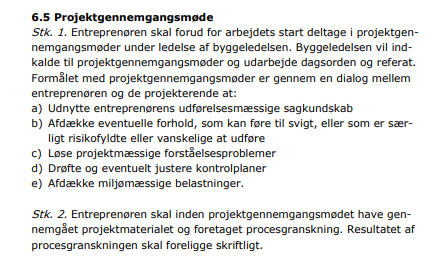 6.5 Projektgennemgangsmøde
Stk. 1. Entreprenøren skal forud for arbejdets start deltage i projektgen-
nemgangsmøder under ledelse af byggeledelsen. Byggeledelsen vil ind-
kalde til projektgennemgangsmøder og udarbejde dagsorden og referat.
Formålet med projektgennemgangsmøder er gennem en dialog mellem
entreprenøren og de projekterende at:
a) Udnytte entreprenørens udførelsesmæssige sagkundskab
b) Afdække eventuelle forhold, som kan føre til svigt, eller som er sær-
ligt risikofyldte eller vanskelige at udføre
c) Løse projektmæssige forståelsesproblemer
d) Drøfte og eventuelt justere kontrolplaner
e) Afdække miljømæssige belastninger.
Stk. 2. Entreprenøren skal inden projektgennemgangsmødet have gen-
nemgået projektmaterialet og foretaget procesgranskning. Resultatet af
procesgranskningen skal foreligge skriftligt.